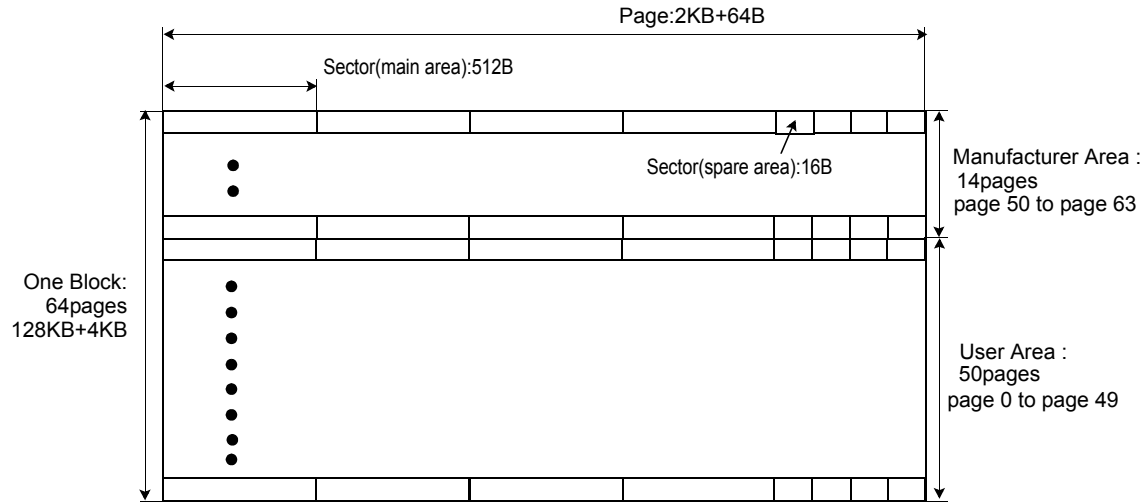 Page:2KB+64B
Sector(main area):512B
Sector(spare area):16B
Manufacturer Area :
14pages
page 50 to page 63
One Block:
64pages
128KB+4KB
User Area :
50pages
page 0 to page 49